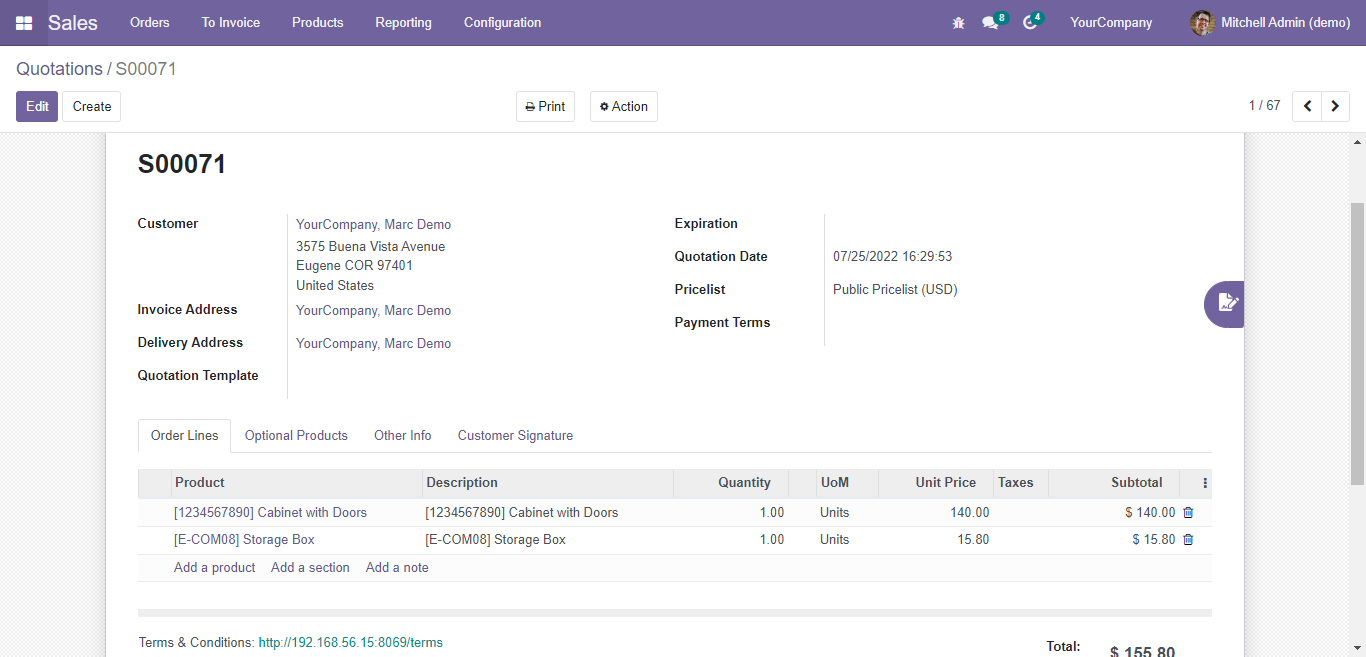 Sales Orders To Invoice Products Reporting Configuration 8 4 YourCompany Mitchell Admin (demo)
Quotations / S00071
Edit Create Print Action 1 / 67
S00071
Customer YourCompany, Marc Demo
3575 Buena Vista Avenue
Eugene COR 97401
United States
Invoice Address YourCompany, Marc Demo
Delivery Address YourCompany, Marc Demo
Quotation Template
Expiration
Quotation Date 07/25/2022 16:29:53
Pricelist Public Pricelist (USD)
Payment Terms
Order Lines Optional Products Other Info Customer Signature
Product Description Quantity UoM Unit Price Taxes Subtotal
[1234567890] Cabinet with Doors [1234567890] Cabinet with Doors 1.00 Units 140.00 $ 140.00
[E-COM08] Storage Box [E-COM08] Storage Box 1.00 Units 15.80 $ 15.80
Add a product Add a section Add a note
Terms & Conditions: http://192.168.56.15:8069/terms
Total: $ 155.80